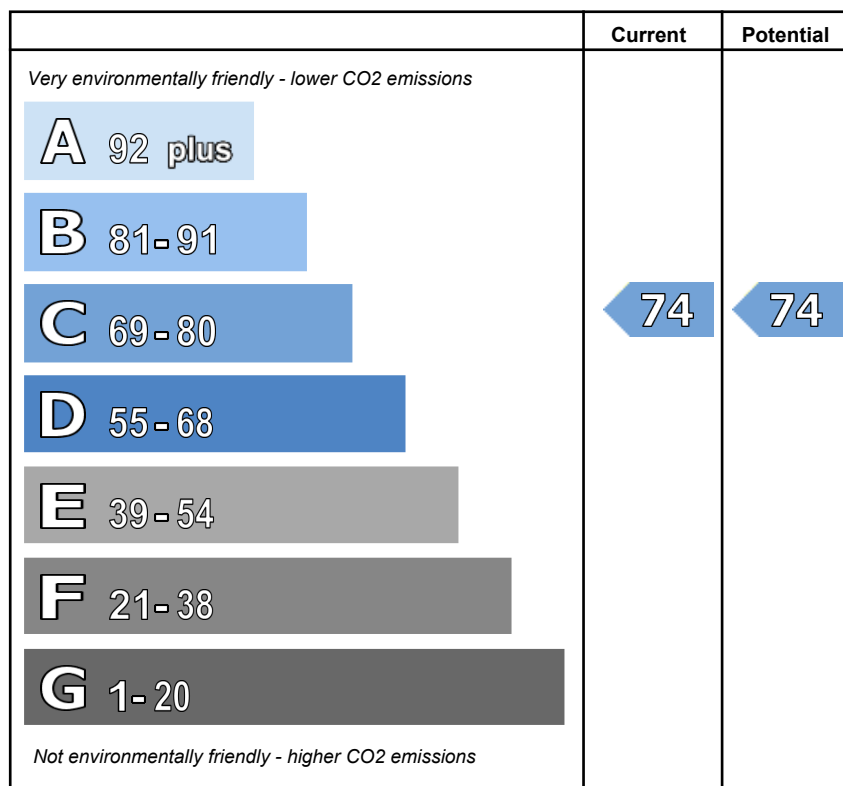 Current Potential
Very environmentally friendly - lower CO2 emissions
A 92 plus
B 81-91
C 69-80 74 74
D 55-68
E 39-54
F 21-38
G 1-20
Not environmentally friendly - higher CO2 emissions